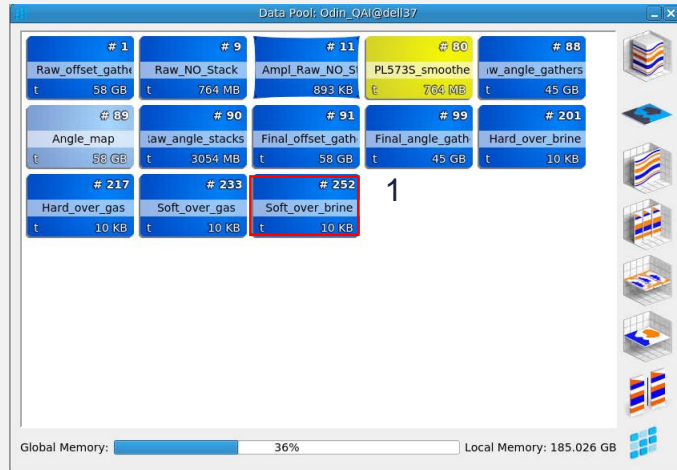 Data Pool: Odin_QAI@dell37
# 1
Raw_offset_gathe
t 58 GB
# 9
Raw_NO_Stack
t 764 MB
# 11
Ampl_Raw_NO_S
893 KB
# 80
PL573S_smoothe
t 764 MB
# 88
w_angle_gathers
t 45 GB
# 89
Angle_map
t 58 GB
# 90
aw_angle_stacks
t 3054 MB
# 91
Final_offset_gath
t 58 GB
# 99
Final_angle_gath
t 45 GB
# 201
Hard_over_brine
t 10 KB
# 217
Hard_over_gas
t 10 KB
# 233
Soft_over_gas
t 10 KB
# 252
Soft_over_brine
t 10 KB
1
Global Memory: 36% Local Memory: 185.026 GB